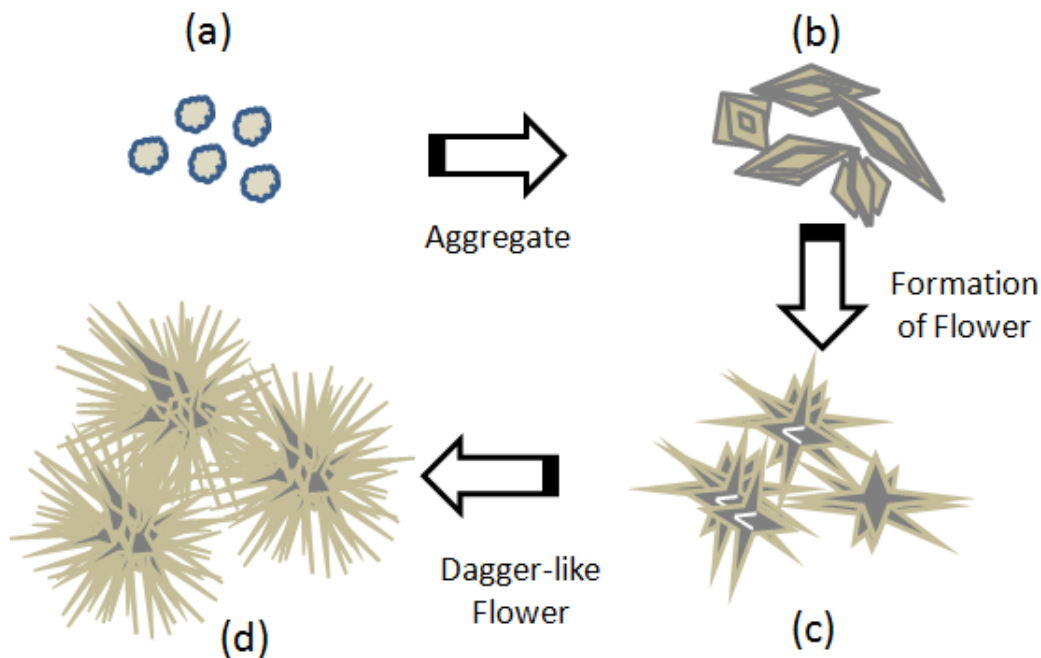 (a)
(b)
Aggregate
Formation
of Flower
Dagger-like
Flower
(d)
(c)